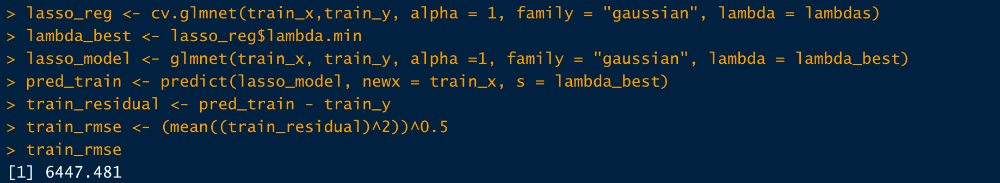 > lasso_reg <- cv.glmnet(train_x,train_y, alpha = 1, family = "gaussian", lambda = lambdas)
> lambda_best <- lasso_reg$lambda.min
> lasso_model <- glmnet(train_x, train_y, alpha =1, family = "gaussian", lambda = lambda_best)
> pred_train <- predict(lasso_model, newx = train_x, s = lambda_best)
> train_residual <- pred_train - train_y
> train_rmse <- (mean((train_residual)^2))^0.5
> train_rmse
[1] 6447.481